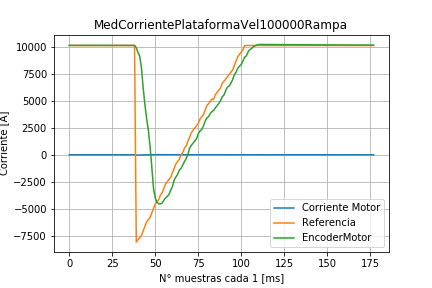 MedCorrientePlataformaVel100000Rampa
Corriente [A]
10000
7500
5000
2500
0
−2500
−5000
−7500
Corriente Motor
Referencia
EncoderMotor
0 25 50 75 100 125 150 175
N° muestras cada 1 [ms]